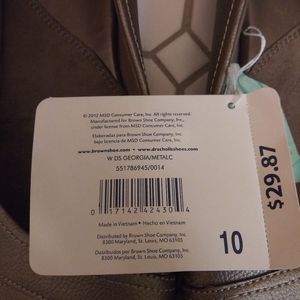 © 2012 MSD Consumer Care, Inc. All rights reserved.
Manufactured for Brown Shoe Company, Inc.,
under license from MSD Consumer Care, Inc.
Elaboradas para Brown Shoe Company, Inc.
bajo licencia de MSD Consumer Care, Inc.
www.brownshoe.com • www.drschollsshoes.com
W DS GEORGIA/METALC
551786945/0014
0 17142 42430 4
Made in Vietnam • Hecho en Vietnam
Distributed by Brown Shoe Company, Inc.
8300 Maryland, St. Louis, MO 63105
Distribuido por Brown Shoe Company, Inc.
8300 Maryland, St. Louis, MO 63105
10
$29.87